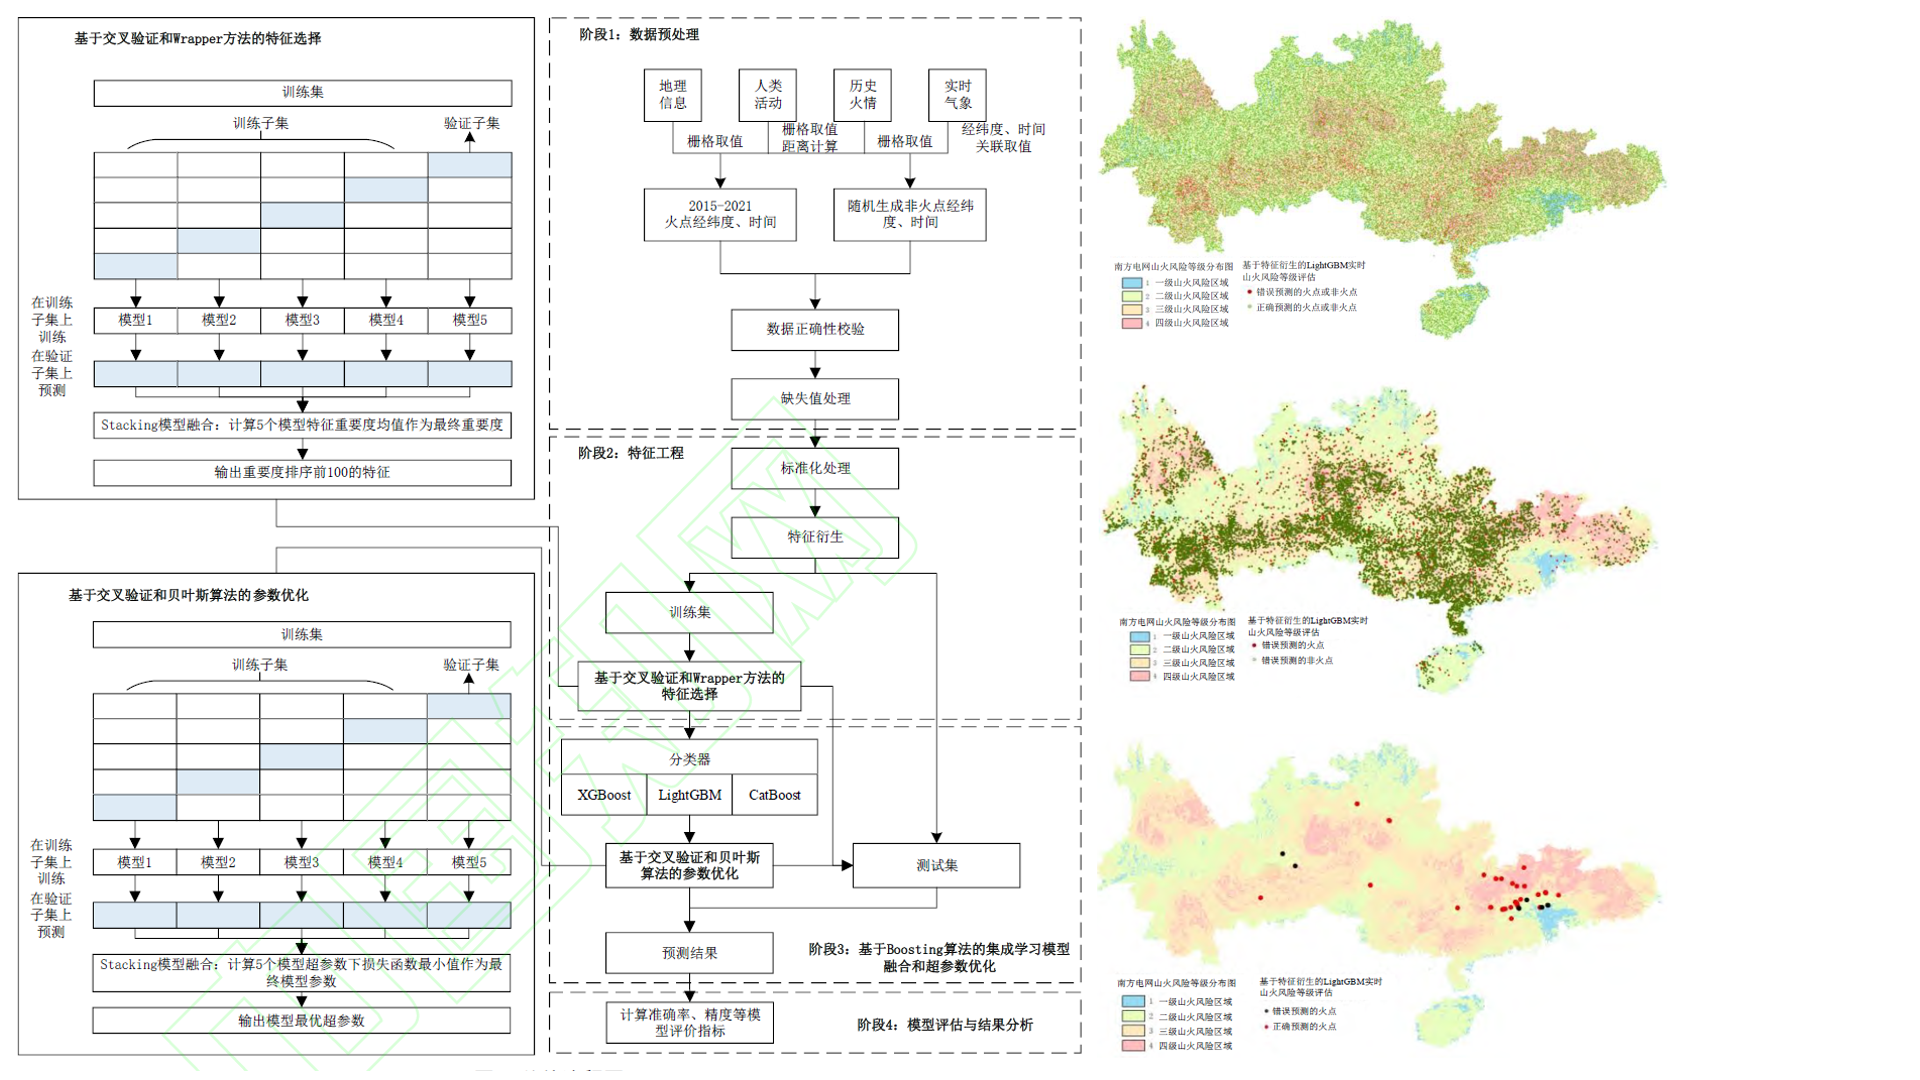 基于交叉验证和Wrapper方法的特征选择
训练集
训练子集
验证子集
在训练
子集上
训练
模型1
模型2
模型3
模型4
模型5
在验证
子集上
预测
Stacking模型融合：计算5个模型特征重要度均值作为最终重要度
输出重要度排序前100的特征
基于交叉验证和贝叶斯算法的参数优化
训练集
训练子集
验证子集
在训练
子集上
训练
模型1
模型2
模型3
模型4
模型5
在验证
子集上
预测
Stacking模型融合：计算5个模型超参数下损失函数最小值作为最
终模型参数
输出模型最优超参数
阶段1：数据预处理
地理
信息
人类
活动
历史
火情
实时
气象
栅格取值
栅格取值
距离计算
栅格取值
经纬度、时间
关联取值
2015-2021
火点经纬度、时间
随机生成非火点经纬
度、时间
数据正确性校验
缺失值处理
阶段2：特征工程
标准化处理
特征衍生
训练集
基于交叉验证和Wrapper方法的
特征选择
分类器
XGBoost
LightGBM
CatBoost
基于交叉验证和贝叶斯
算法的参数优化
测试集
预测结果
阶段3：基于Boosting算法的集成学习模型
融合和超参数优化
计算准确率、精度等模
型评价指标
阶段4：模型评估与结果分析
南方电网山火风险等级分布图
1 一级山火风险区域
2 二级山火风险区域
3 三级山火风险区域
4 四级山火风险区域
基于特征衍生的LightGBM实时
山火风险等级评估
错误预测的火点或非火点
正确预测的火点或非火点
南方电网山火风险等级分布图
1 一级山火风险区域
2 二级山火风险区域
3 三级山火风险区域
4 四级山火风险区域
基于特征衍生的LightGBM实时
山火风险等级评估
错误预测的火点
错误预测的非火点
南方电网山火风险等级分布图
1 一级山火风险区域
2 二级山火风险区域
3 三级山火风险区域
4 四级山火风险区域
基于特征衍生的LightGBM实时
山火风险等级评估
错误预测的火点
正确预测的火点